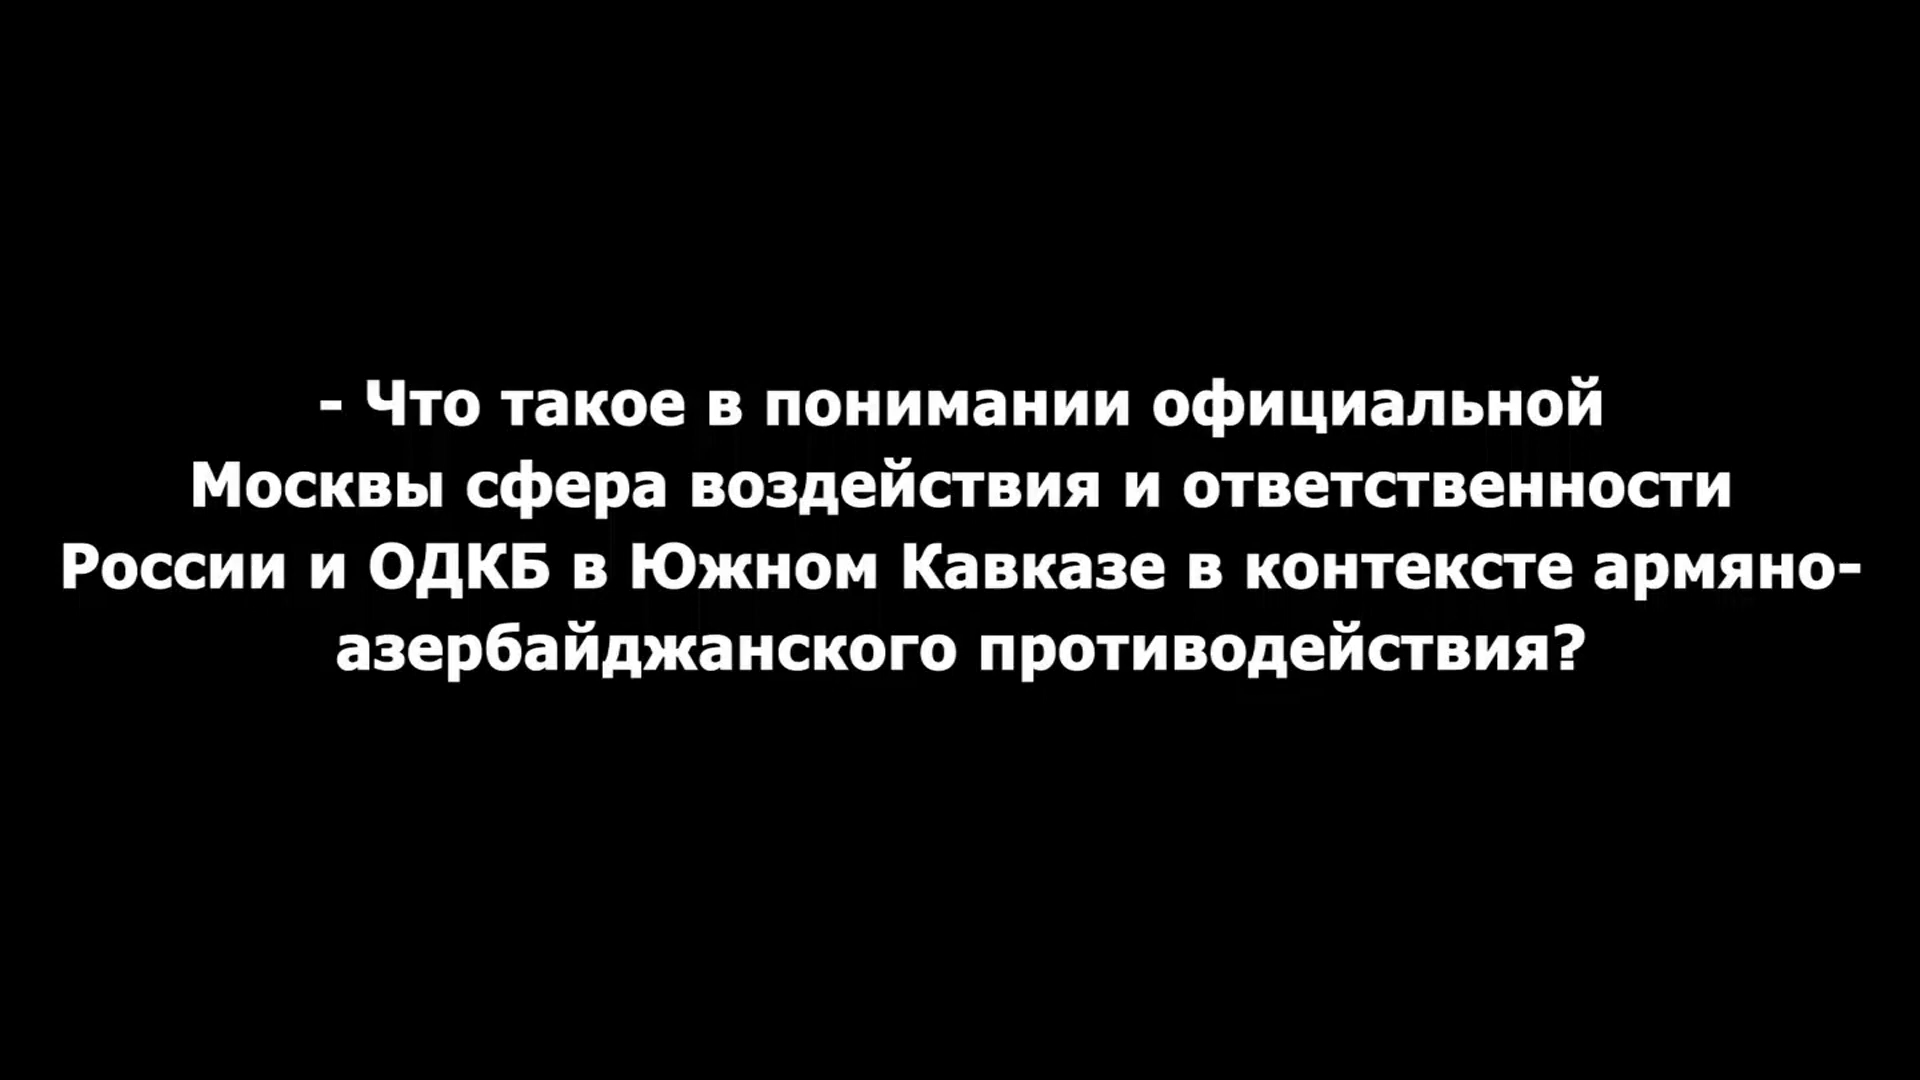 - Что такое в понимании официальной
Москвы сфера воздействия и ответственности
России и ОДКБ в Южном Кавказе в контексте армяно-
азербайджанского противодействия?